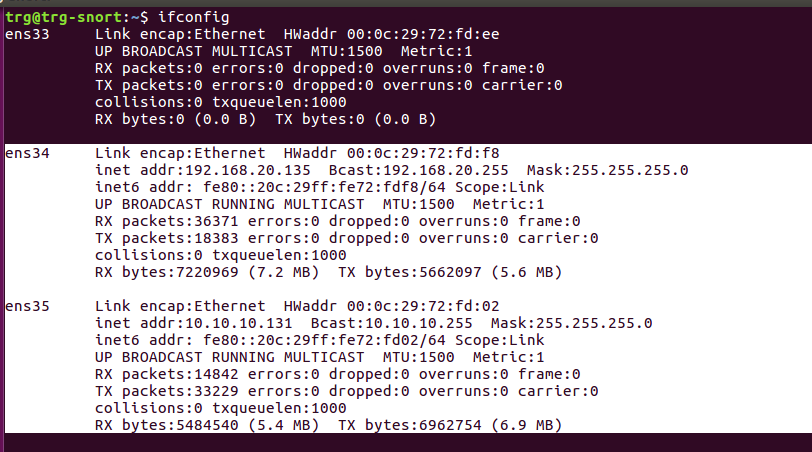 trg@trg-snort:~$ ifconfig
ens33     Link encap:Ethernet  HWaddr 00:0c:29:72:fd:ee
          UP BROADCAST MULTICAST  MTU:1500  Metric:1
          RX packets:0 errors:0 dropped:0 overruns:0 frame:0
          TX packets:0 errors:0 dropped:0 overruns:0 carrier:0
          collisions:0 txqueuelen:1000
          RX bytes:0 (0.0 B)  TX bytes:0 (0.0 B)

ens34     Link encap:Ethernet  HWaddr 00:0c:29:72:fd:f8
          inet addr:192.168.20.135  Bcast:192.168.20.255  Mask:255.255.255.0
          inet6 addr: fe80::20c:29ff:fe72:fdf8/64 Scope:Link
          UP BROADCAST RUNNING MULTICAST  MTU:1500  Metric:1
          RX packets:36371 errors:0 dropped:0 overruns:0 frame:0
          TX packets:18383 errors:0 dropped:0 overruns:0 carrier:0
          collisions:0 txqueuelen:1000
          RX bytes:7220969 (7.2 MB)  TX bytes:5662097 (5.6 MB)

ens35     Link encap:Ethernet  HWaddr 00:0c:29:72:fd:02
          inet addr:10.10.10.131  Bcast:10.10.10.255  Mask:255.255.255.0
          inet6 addr: fe80::20c:29ff:fe72:fd02/64 Scope:Link
          UP BROADCAST RUNNING MULTICAST  MTU:1500  Metric:1
          RX packets:14842 errors:0 dropped:0 overruns:0 frame:0
          TX packets:33229 errors:0 dropped:0 overruns:0 carrier:0
          collisions:0 txqueuelen:1000
          RX bytes:5484540 (5.4 MB)  TX bytes:6962754 (6.9 MB)